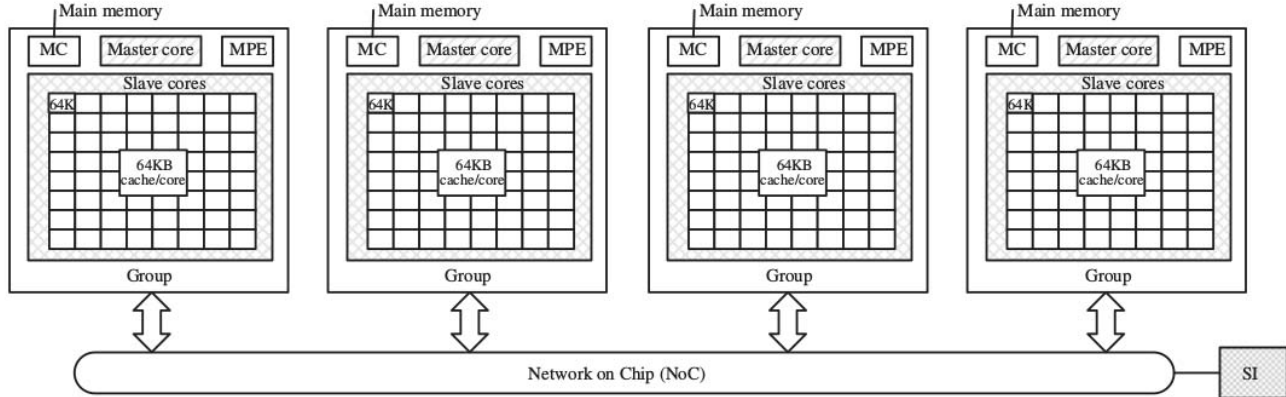 Main memory
Main memory
Main memory
Main memory
MC Master core MPE
MC Master core MPE
MC Master core MPE
MC Master core MPE
Slave cores
Slave cores
Slave cores
Slave cores
64K
64K
64K
64K
64KB
cache/core
64KB
cache/core
64KB
cache/core
64KB
cache/core
Group
Group
Group
Group
Network on Chip (NoC)
SI